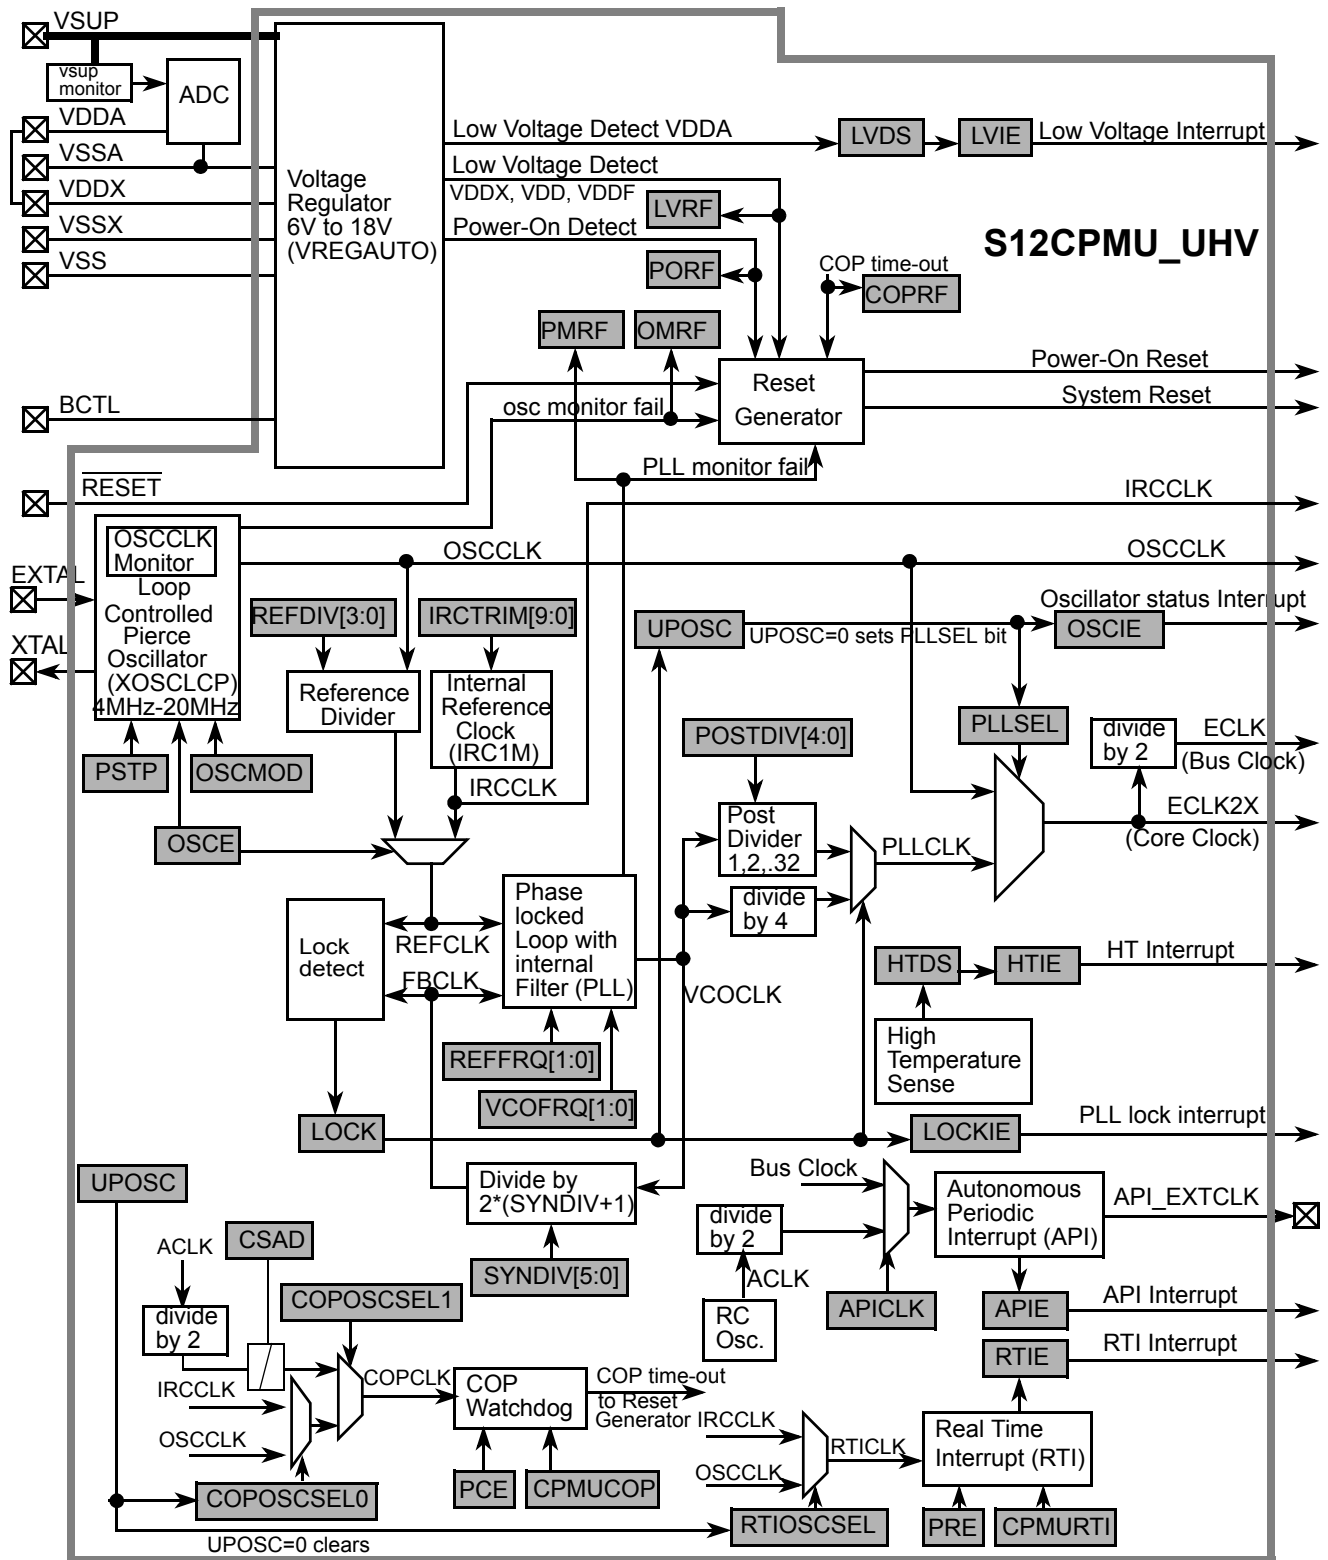 VSUP
vsup
monitor
ADC
VDDA
VSSA
VDDX
VSSX
VSS
BCTL
RESET
EXTAL
XTAL
Voltage
Regulator
6V to 18V
(VREGAUTO)
Low Voltage Detect VDDA
LVDS
LVIE
Low Voltage Interrupt
Low Voltage Detect
VDDX, VDD, VDDF
LVRF
Power-On Detect
PORF
S12CPMU_UHV
COP time-out
COPRF
PMRF
OMRF
Reset
Generator
Power-On Reset
System Reset
osc monitor fail
PLL monitor fail
IRCCLK
OSCCLK
Monitor
Loop
Controlled
Pierce
Oscillator
(XOSCLCP)
4MHz-20MHz
OSCCLK
OSCCLK
REFDIV[3:0]
IRCTRIM[9:0]
UPOSC
UPOSC=0 sets PLLSEL bit
Oscillator status Interrupt
OSCIE
Reference
Divider
Internal
Reference
Clock
(IRC1M)
PSTP
OSCMOD
IRCCLK
OSCE
POSTDIV[4:0]
PLLSEL
divide
by 2
ECLK
(Bus Clock)
ECLK2X
(Core Clock)
Post
Divider
1,2,.32
PLLCLK
divide
by 4
Lock
detect
REFCLK
FBCLK
Phase
locked
Loop with
internal
Filter (PLL)
VCOCLK
REFFRQ[1:0]
VCOFRQ[1:0]
HTDS
HTIE
HT Interrupt
High
Temperature
Sense
LOCK
LOCKIE
PLL lock interrupt
UPOSC
Divide by
2*(SYNDIV+1)
SYNDIV[5:0]
Bus Clock
divide
by 2
ACLK
RC
Osc.
APICLK
Autonomous
Periodic
Interrupt (API)
API_EXTCLK
APIE
API Interrupt
RTIE
RTI Interrupt
ACLK
CSAD
divide
by 2
COPOSCSEL1
IRCCLK
OSCCLK
COPCLK
COP
Watchdog
COP time-out
to Reset
Generator
COPOSCSEL0
PCE
CPMUCOP
IRCCLK
OSCCLK
RTICLK
Real Time
Interrupt (RTI)
RTIOSCSEL
PRE
CPMURTI
UPOSC=0 clears